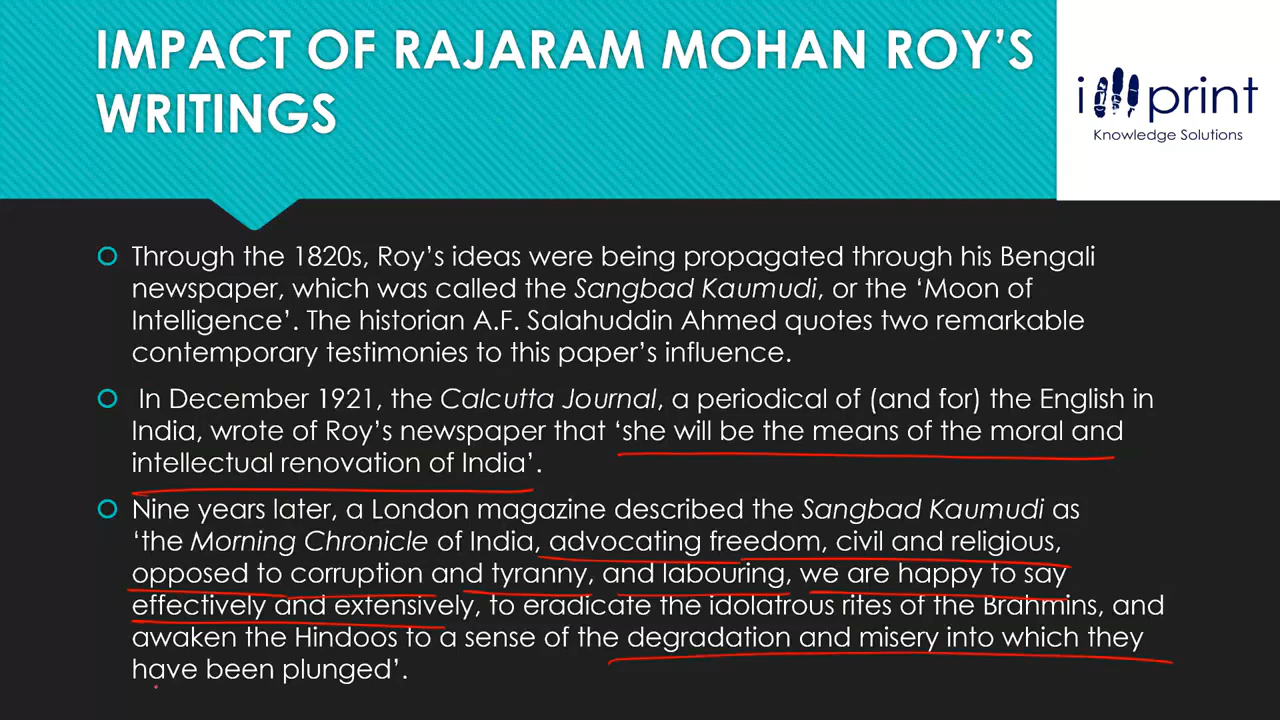 IMPACT OF RAJARAM MOHAN ROY'S
WRITINGS
i print
Knowledge Solutions
Through the 1820s, Roy's ideas were being propagated through his Bengali
newspaper, which was called the Sangbad Kaumudi, or the 'Moon of
Intelligence'. The historian A.F. Salahuddin Ahmed quotes two remarkable
contemporary testimonies to this paper's influence.
In December 1921, the Calcutta Journal, a periodical of (and for) the English in
India, wrote of Roy's newspaper that 'she will be the means of the moral and
intellectual renovation of India'.
Nine years later, a London magazine described the Sangbad Kaumudi as
'the Morning Chronicle of India, advocating freedom, civil and religious,
opposed to corruption and tyranny, and labouring, we are happy to say
effectively and extensively, to eradicate the idolatrous rites of the Brahmins, and
awaken the Hindoos to a sense of the degradation and misery into which they
have been plunged'.